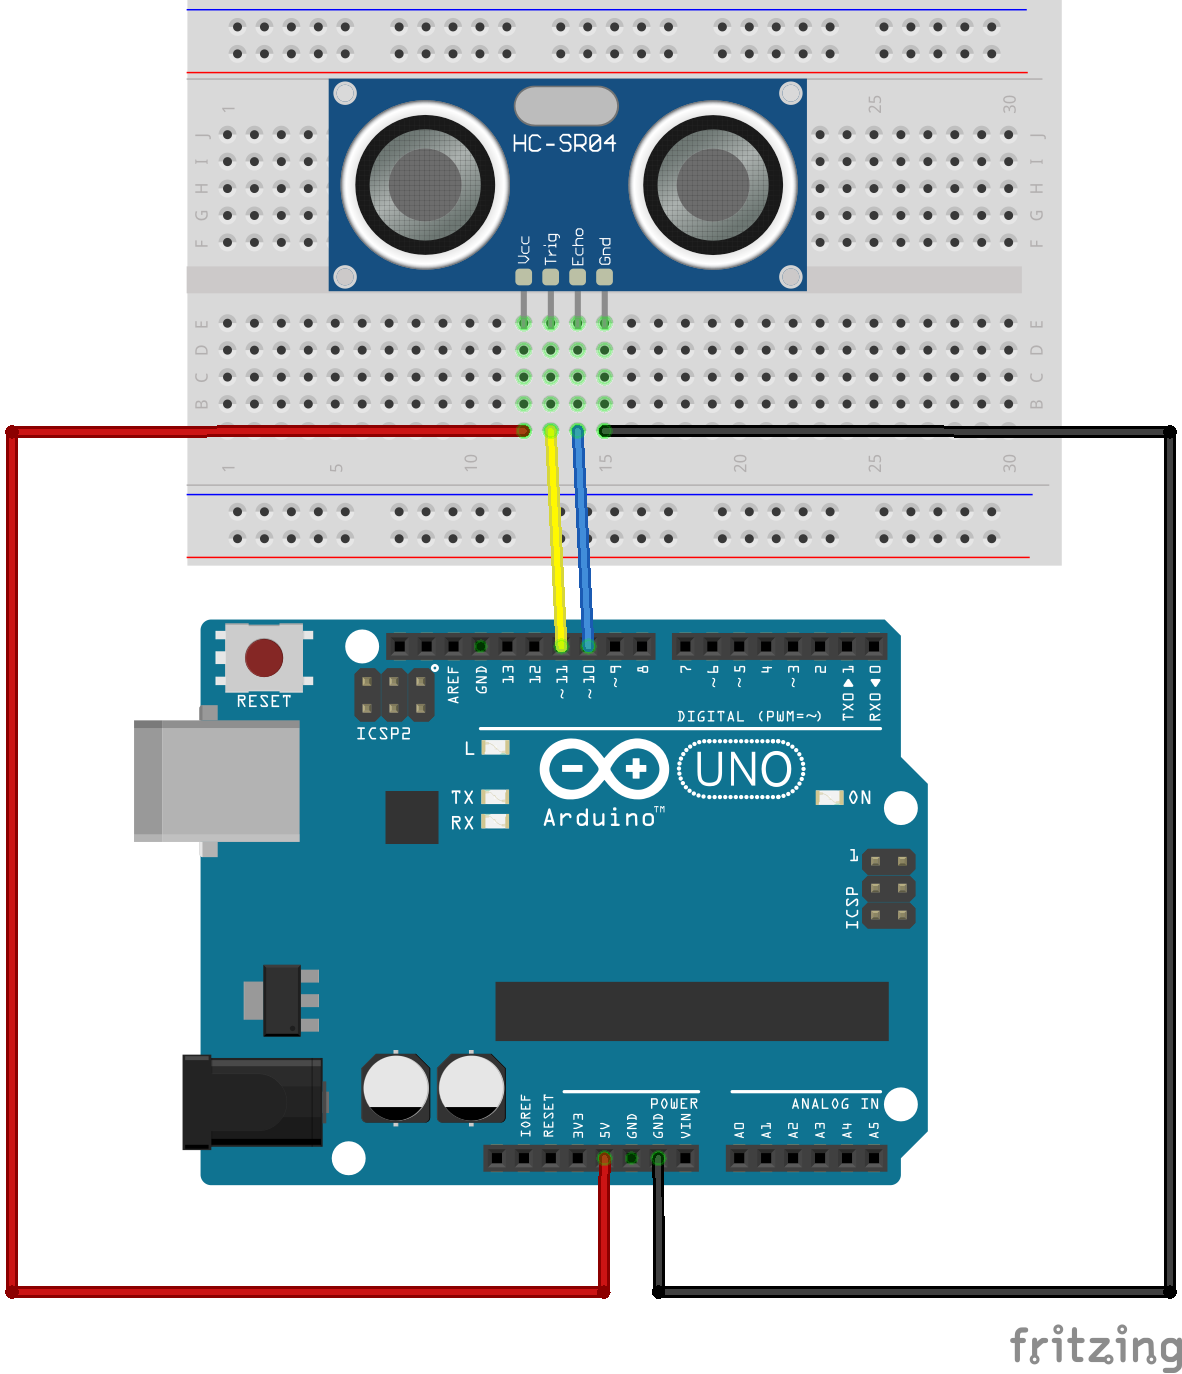 1 25 30
J J
I I
H H
G G
F F
HC-SR04
Vcc Trig Echo Gnd
E E
D D
C C
B B
1 5 10 15 20 25 30
RESET
ICSP2
AREF GND 13 12 ~11 ~10 ~9 8 7 ~6 ~5 4 ~3 2 TX0▶1 RX0◀0
DIGITAL (PWM=~)
L
TX
RX
Arduino™
UNO
ON
1
ICSP
POWER
ANALOG IN
IOREF RESET 3V3 5V GND GND VIN A0 A1 A2 A3 A4 A5
fritzing